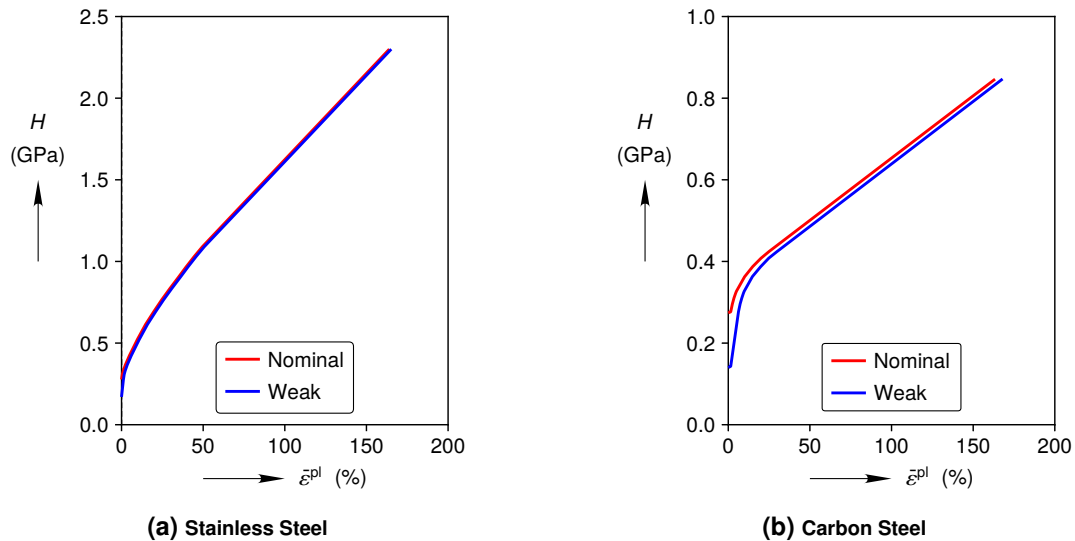 2.5
2.0
1.5
1.0
0.5
0.0
H
(GPa)
0
50
100
150
200
ε̄ᵖˡ (%)
Nominal
Weak
(a) Stainless Steel
1.0
0.8
0.6
0.4
0.2
0.0
H
(GPa)
0
50
100
150
200
ε̄ᵖˡ (%)
Nominal
Weak
(b) Carbon Steel